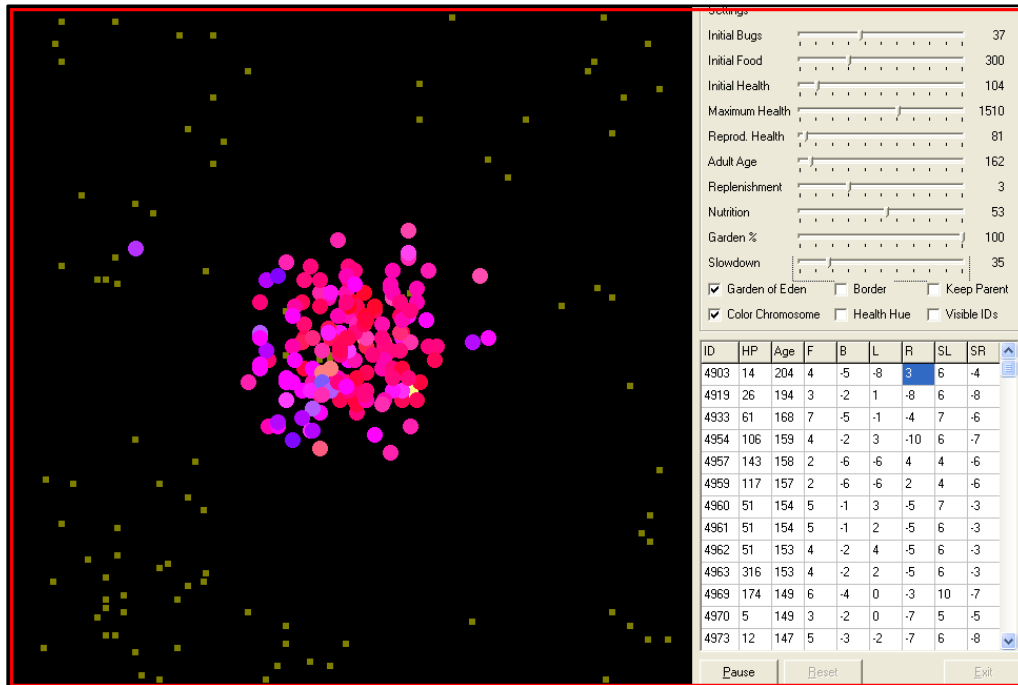 Settings
Initial Bugs 37
Initial Food 300
Initial Health 104
Maximum Health 1510
Reprod. Health 81
Adult Age 162
Replenishment 3
Nutrition 53
Garden % 100
Slowdown 35
Garden of Eden Border Keep Parent
Color Chromosome Health Hue Visible IDs
ID HP Age F B L R SL SR
4903 14 204 4 -5 -8 3 6 -4
4919 26 194 3 -2 1 -8 6 -8
4933 61 168 7 -5 -1 -4 7 -6
4954 106 159 4 -2 3 -10 6 -7
4957 143 158 2 -6 -6 4 4 -6
4959 117 157 2 -6 -6 2 4 -6
4960 51 154 5 -1 3 -5 7 -3
4961 51 154 5 -1 2 -5 6 -3
4962 51 153 4 -2 4 -5 6 -3
4963 316 153 4 -2 2 -5 6 -3
4969 174 149 6 -4 0 -3 10 -7
4970 5 149 3 -2 0 -7 5 -5
4973 12 147 5 -3 -2 -7 6 -8
Pause Reset Exit